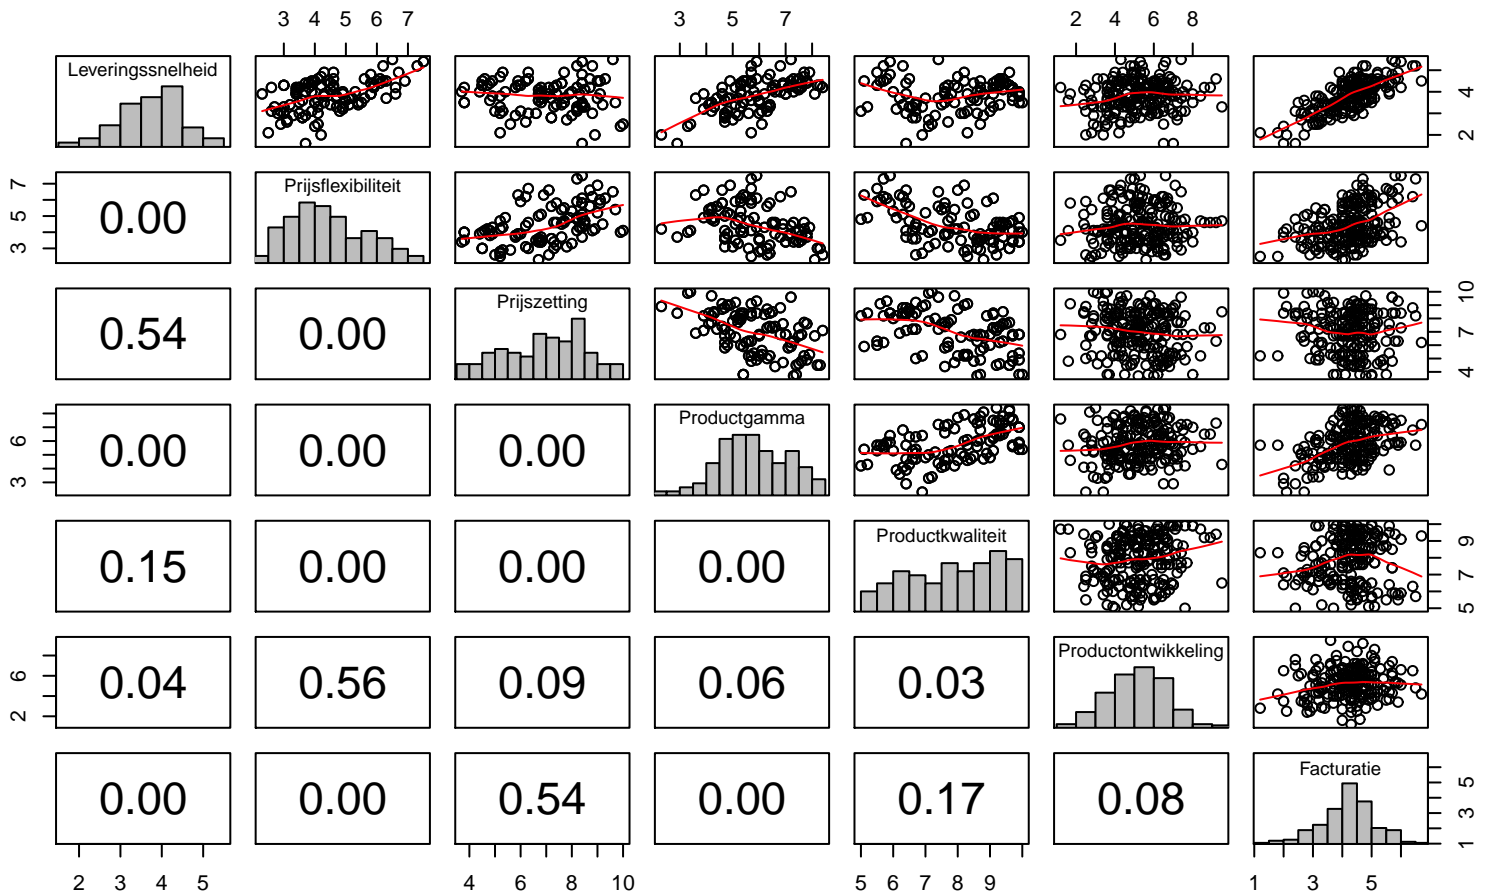 3 4 5 6 7 3 5 7 2 4 6 8
Leveringssnelheid
2 4
7 5 3
0.00 Prijsflexibiliteit
0.54 0.00 Prijszetting
4 7 10
6 3
0.00 0.00 0.00 Productgamma
0.15 0.00 0.00 0.00 Productkwaliteit
5 7 9
6 2
0.04 0.56 0.09 0.06 0.03 Productontwikkeling
0.00 0.00 0.54 0.00 0.17 0.08 Facturatie
1 3 5
2 3 4 5 4 6 8 10 5 6 7 8 9 1 3 5